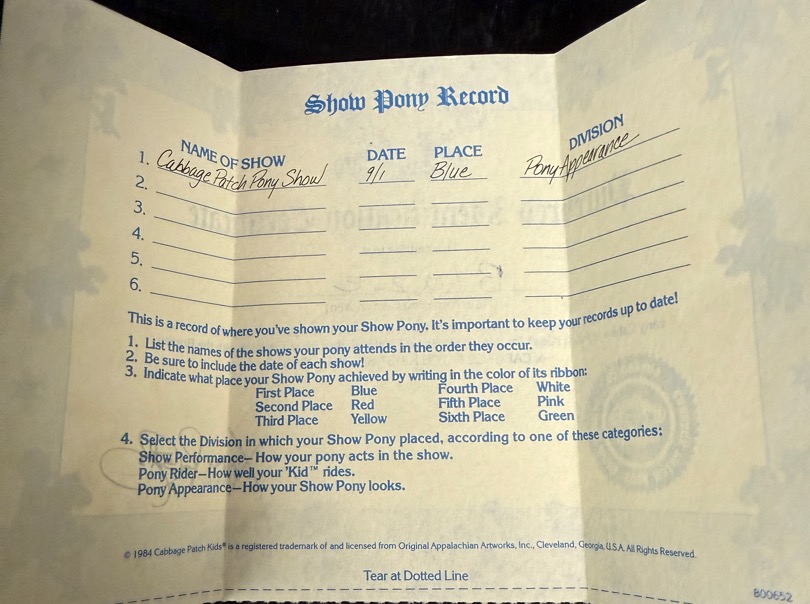 Show Pony Record
NAME OF SHOW DATE PLACE DIVISION
1. Cabbage Patch Pony Show 9/1 Blue Pony Appearance
2.
3.
4.
5.
6.
This is a record of where you've shown your Show Pony. It's important to keep your records up to date!
1. List the names of the shows your pony attends in the order they occur.
2. Be sure to include the date of each show!
3. Indicate what place your Show Pony achieved by writing in the color of its ribbon:
First Place Blue Fourth Place White
Second Place Red Fifth Place Pink
Third Place Yellow Sixth Place Green
4. Select the Division in which your Show Pony placed, according to one of these categories:
Show Performance—How your pony acts in the show.
Pony Rider—How well your 'Kid™ rides.
Pony Appearance—How your Show Pony looks.
© 1984 Cabbage Patch Kids® is a registered trademark of and licensed from Original Appalachian Artworks, Inc., Cleveland, Georgia, U.S.A. All Rights Reserved.
Tear at Dotted Line
800652